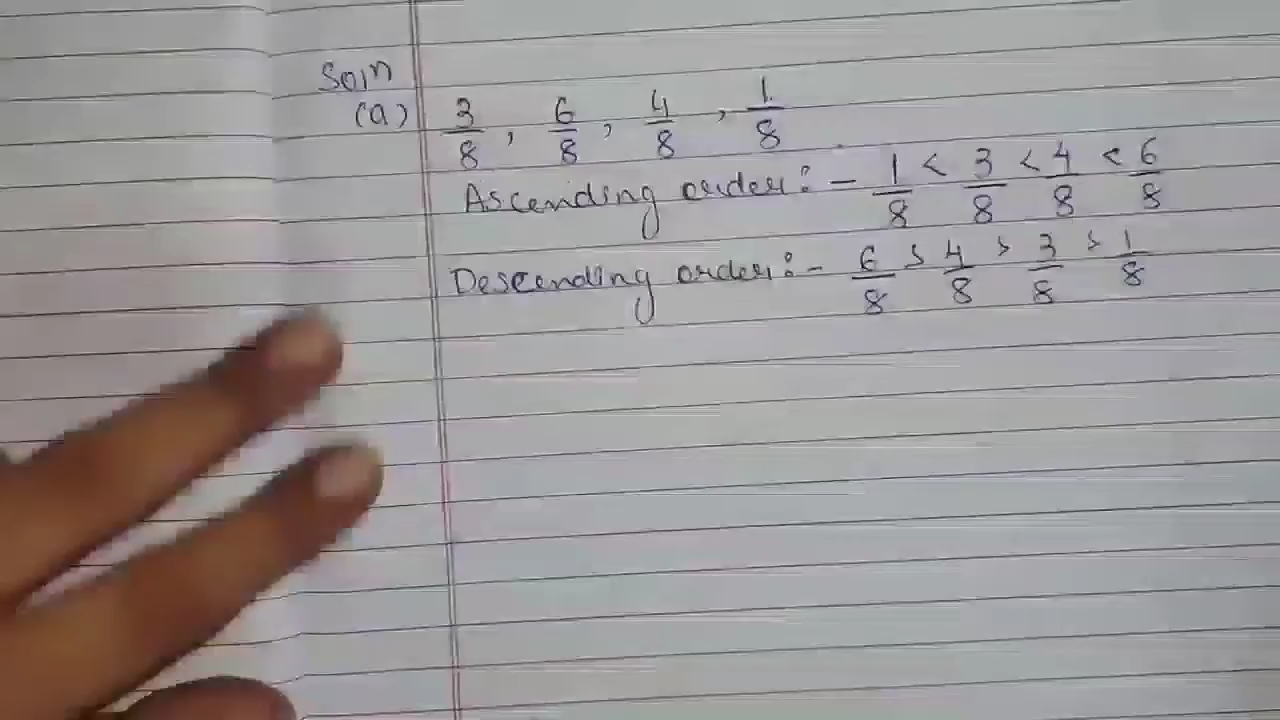 Soln
(a) 3/8, 6/8, 4/8, 1/8
Ascending order:- 1/8 < 3/8 < 4/8 < 6/8
Descending order:- 6/8 > 4/8 > 3/8 > 1/8